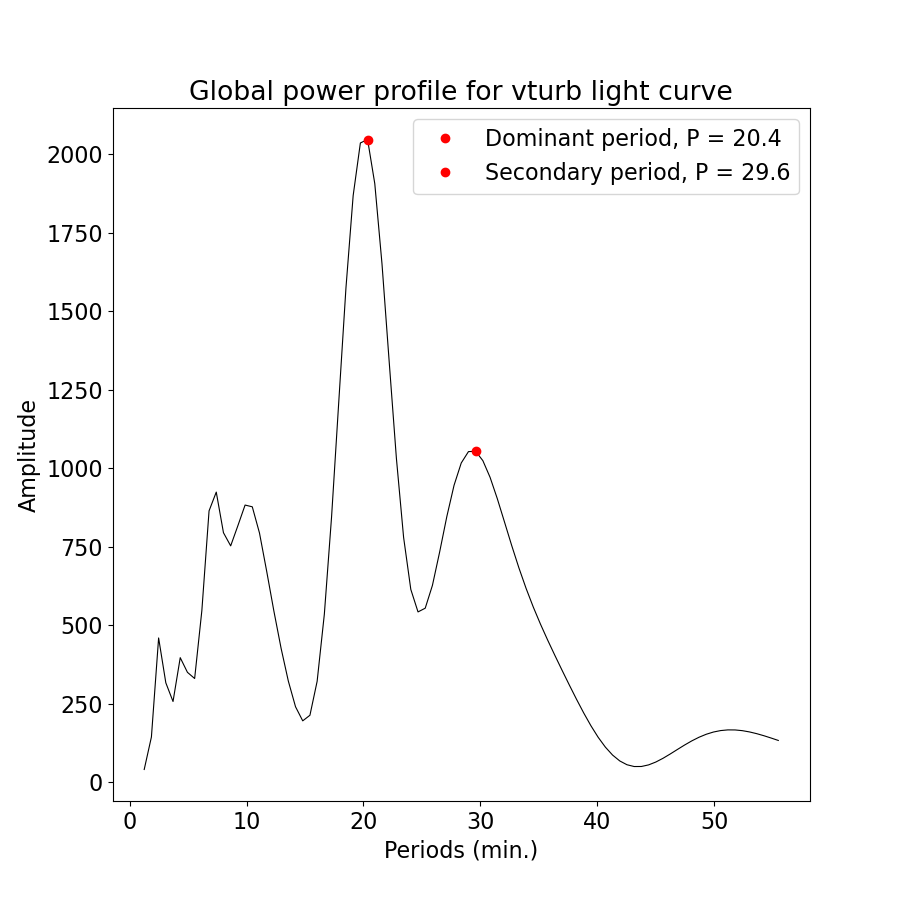 Global power profile for vturb light curve
Dominant period, P = 20.4
Secondary period, P = 29.6
2000
1750
1500
1250
1000
750
500
250
0
Amplitude
0 10 20 30 40 50
Periods (min.)